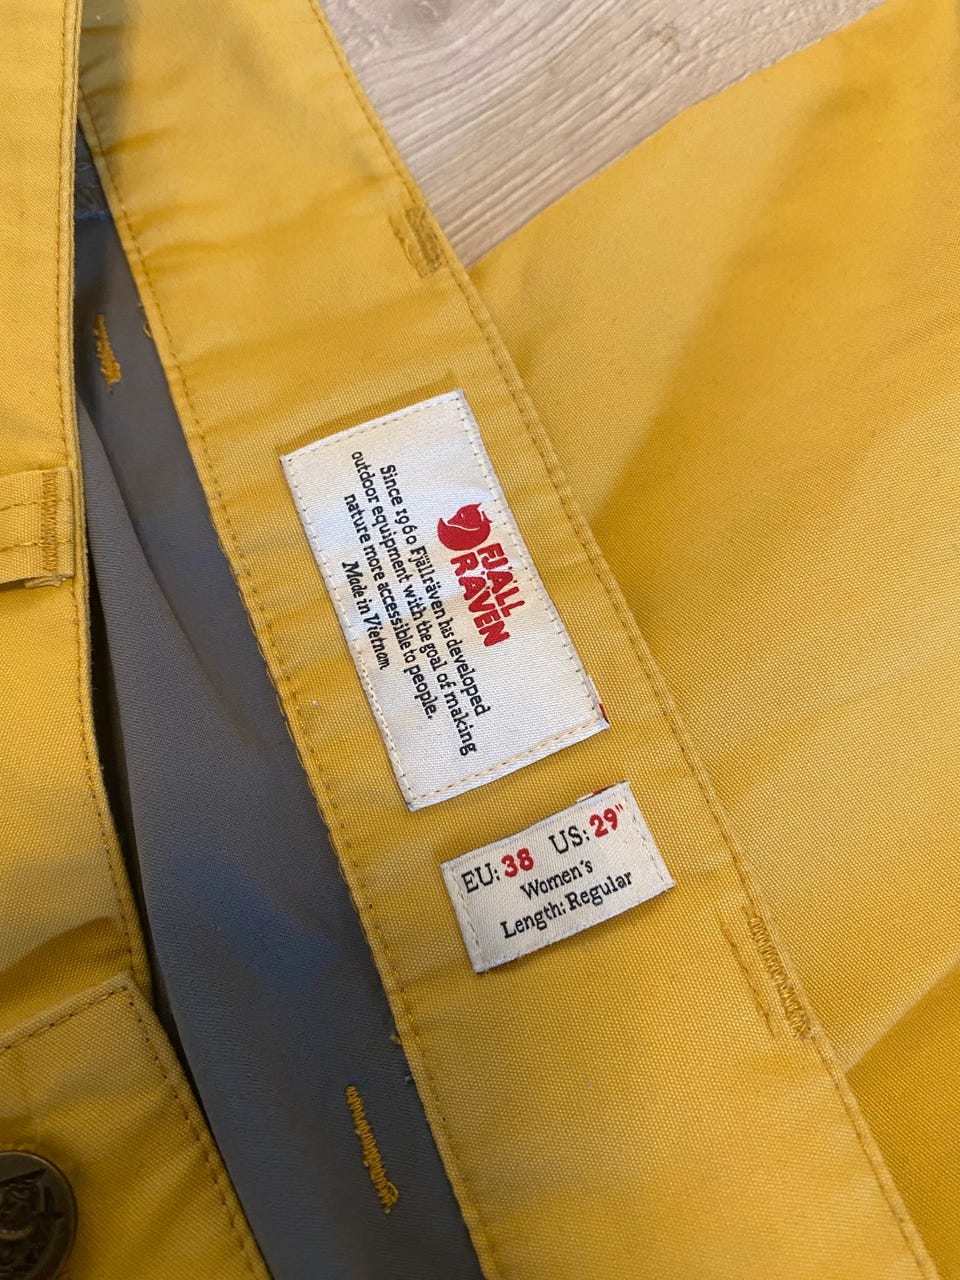 FJÄLL
RÄVEN
Since 1960 Fjällräven has developed
outdoor equipment with the goal of making
nature more accessible to people.
Made in Vietnam
EU: 38 US: 29"
Women's
Length: Regular